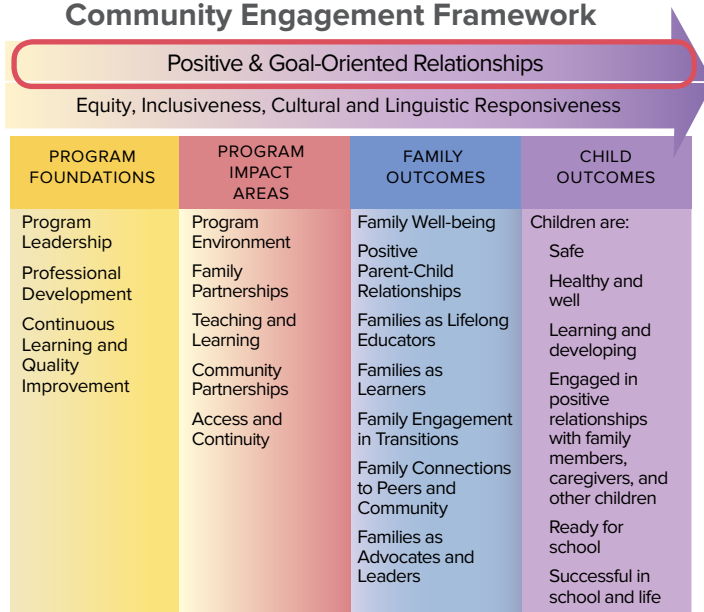 Community Engagement Framework
Positive & Goal-Oriented Relationships
Equity, Inclusiveness, Cultural and Linguistic Responsiveness
PROGRAM
FOUNDATIONS
Program
Leadership
Professional
Development
Continuous
Learning and
Quality
Improvement
PROGRAM
IMPACT
AREAS
Program
Environment
Family
Partnerships
Teaching and
Learning
Community
Partnerships
Access and
Continuity
FAMILY
OUTCOMES
Family Well-being
Positive
Parent-Child
Relationships
Families as Lifelong
Educators
Families as
Learners
Family Engagement
in Transitions
Family Connections
to Peers and
Community
Families as
Advocates and
Leaders
CHILD
OUTCOMES
Children are:
Safe
Healthy and
well
Learning and
developing
Engaged in
positive
relationships
with family
members,
caregivers, and
other children
Ready for
school
Successful in
school and life